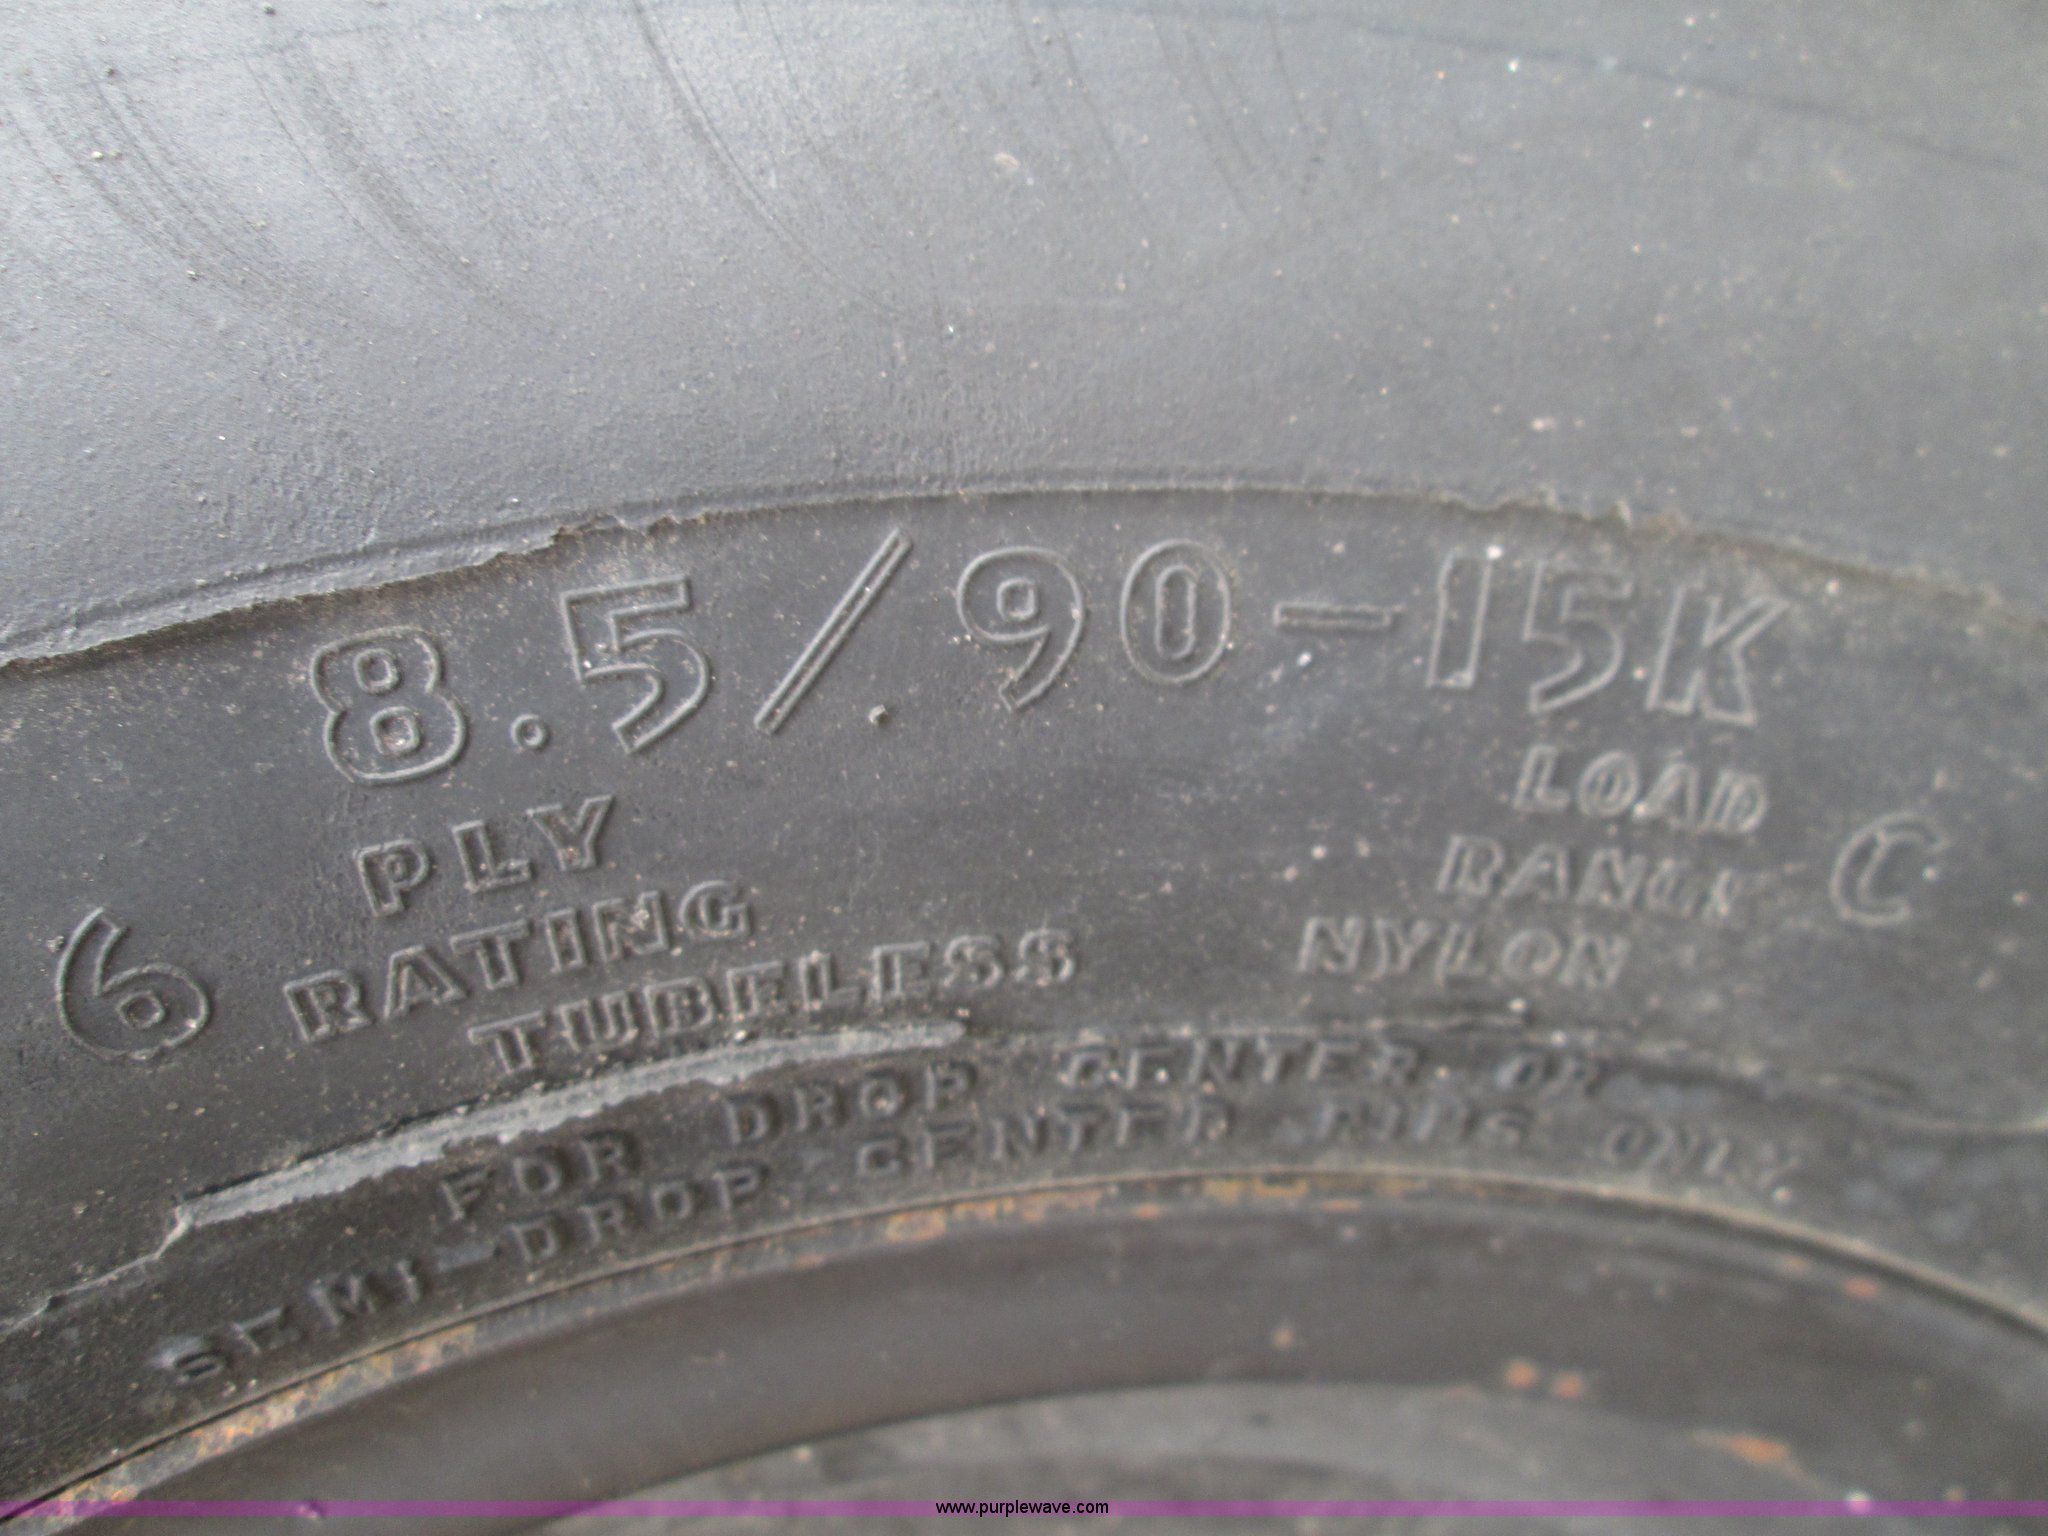 8.5/90-15K
6 PLY RATING
TUBELESS
LOAD RANGE C
NYLON
FOR DROP CENTER OR
SEMI-DROP CENTER RIMS ONLY
www.purplewave.com